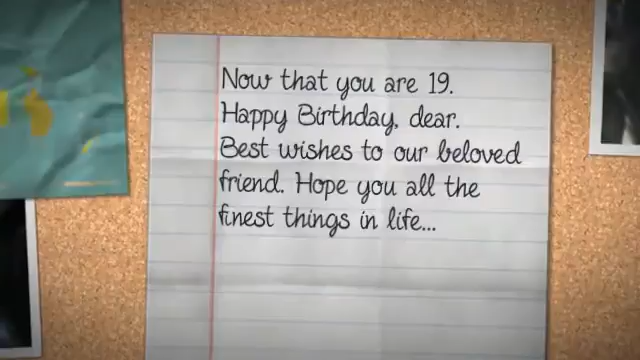 Now that you are 19.
Happy Birthday, dear.
Best wishes to our beloved
friend. Hope you all the
finest things in life...